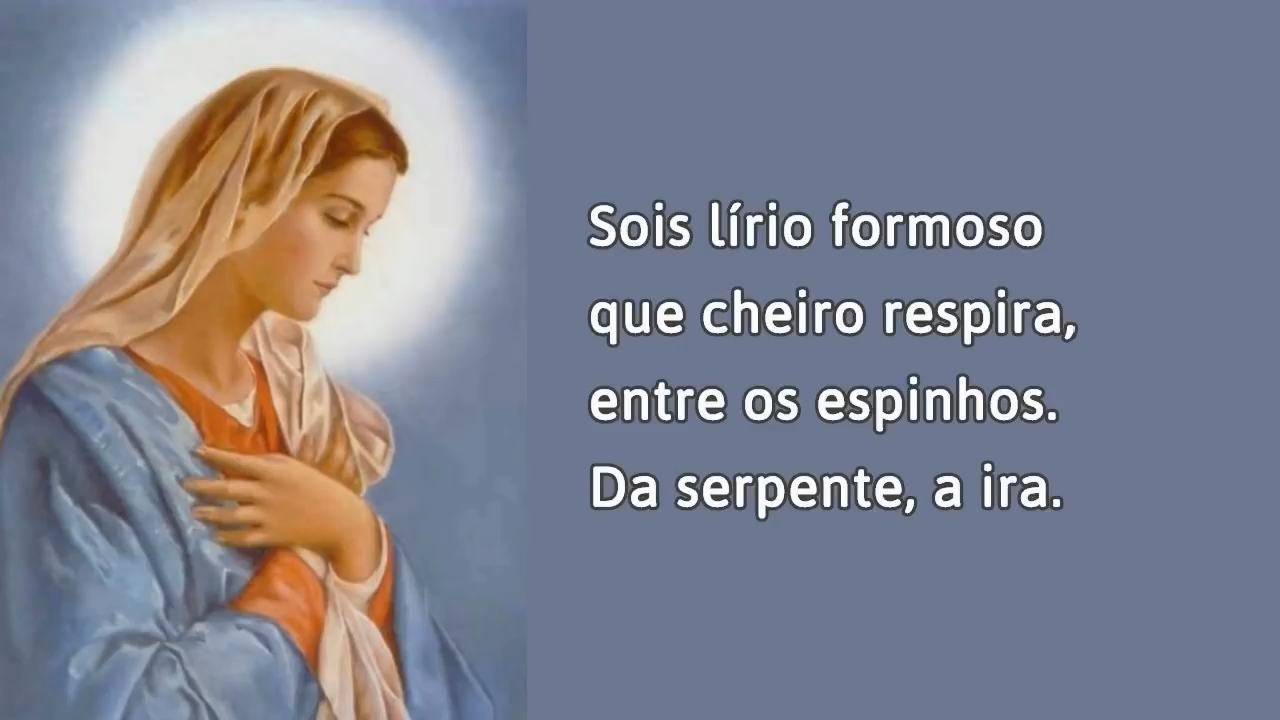 Sois lírio formoso
que cheiro respira,
entre os espinhos.
Da serpente, a ira.